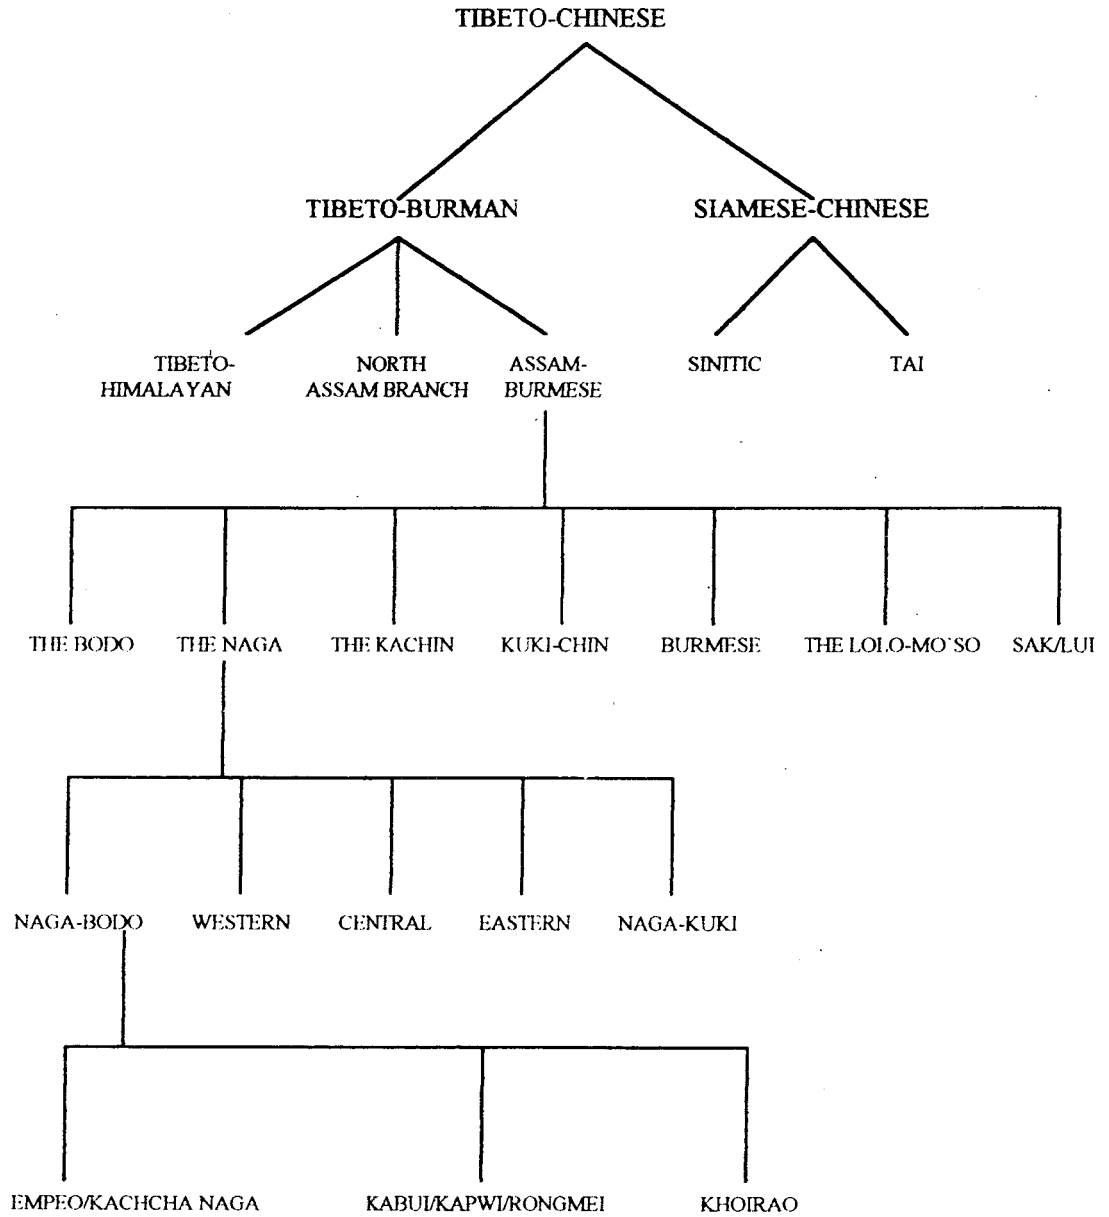 TIBETO-CHINESE
TIBETO-BURMAN SIAMESE-CHINESE
TIBETO- NORTH ASSAM- SINITIC TAI
HIMALAYAN ASSAM BRANCH BURMESE
THE BODO THE NAGA THE KACHIN KUKI-CHIN BURMESE THE LOLO-MO`SO SAK/LUI
NAGA-BODO WESTERN CENTRAL EASTERN NAGA-KUKI
EMPEO/KACHCHA NAGA KABUI/KAPWI/RONGMEI KHOIRAO